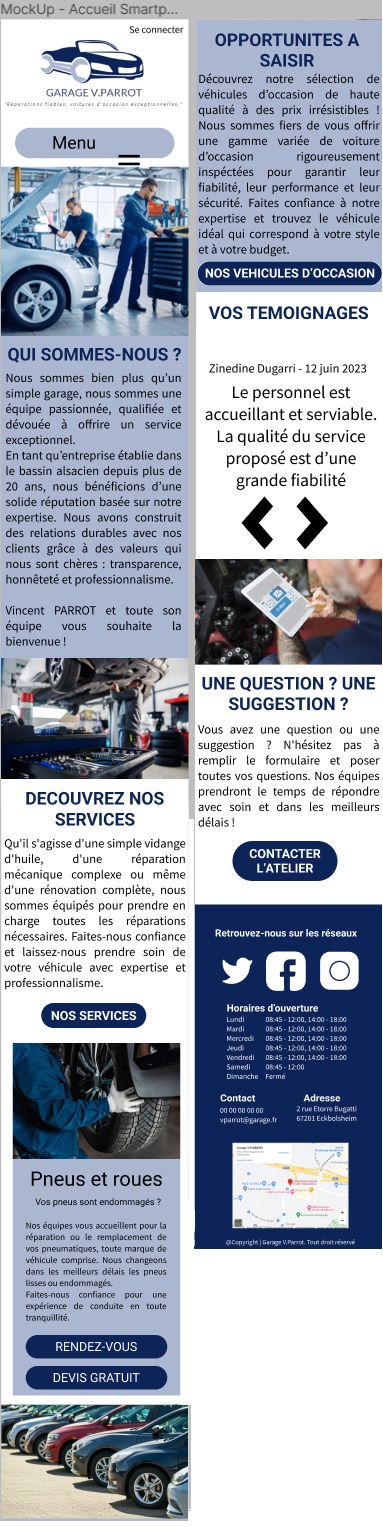 MockUp - Accueil Smartp...
Se connecter
GARAGE V.PARROT
"Réparations fiables, voitures d'occasion exceptionnelles."
Menu
QUI SOMMES-NOUS ?
Nous sommes bien plus qu'un
simple garage, nous sommes une
équipe passionnée, qualifiée et
dévouée à offrir un service
exceptionnel.
En tant qu'entreprise établie dans
le bassin alsacien depuis plus de
20 ans, nous bénéficions d'une
solide réputation basée sur notre
expertise. Nous avons construit
des relations durables avec nos
clients grâce à des valeurs qui
nous sont chères : transparence,
honnêteté et professionnalisme.
Vincent PARROT et toute son
équipe vous souhaite la
bienvenue !
DECOUVREZ NOS
SERVICES
Qu'il s'agisse d'une simple vidange
d'huile, d'une réparation
mécanique complexe ou même
d'une rénovation complète, nous
sommes équipés pour prendre en
charge toutes les réparations
nécessaires. Faites-nous confiance
et laissez-nous prendre soin de
votre véhicule avec expertise et
professionnalisme.
NOS SERVICES
Pneus et roues
Vos pneus sont endommagés ?
Nos équipes vous accueillent pour la
réparation ou le remplacement de
vos pneumatiques, toute marque de
véhicule comprise. Nous changeons
dans les meilleurs délais les pneus
lisses ou endommagés.
Faites-nous confiance pour une
expérience de conduite en toute
tranquillité.
RENDEZ-VOUS
DEVIS GRATUIT
OPPORTUNITES A
SAISIR
Découvrez notre sélection de
véhicules d'occasion de haute
qualité à des prix irrésistibles !
Nous sommes fiers de vous offrir
une gamme variée de voiture
d'occasion rigoureusement
inspéctées pour garantir leur
fiabilité, leur performance et leur
sécurité. Faites confiance à notre
expertise et trouvez le véhicule
idéal qui correspond à votre style
et à votre budget.
NOS VEHICULES D'OCCASION
VOS TEMOIGNAGES
Zinedine Dugarri - 12 juin 2023
Le personnel est
accueillant et serviable.
La qualité du service
proposé est d'une
grande fiabilité
UNE QUESTION ? UNE
SUGGESTION ?
Vous avez une question ou une
suggestion ? N'hésitez pas à
remplir le formulaire et poser
toutes vos questions. Nos équipes
prendront le temps de répondre
avec soin et dans les meilleurs
délais !
CONTACTER
L'ATELIER
Retrouvez-nous sur les réseaux
Horaires d'ouverture
Lundi 08:45 - 12:00, 14:00 - 18:00
Mardi 08:45 - 12:00, 14:00 - 18:00
Mercredi 08:45 - 12:00, 14:00 - 18:00
Jeudi 08:45 - 12:00, 14:00 - 18:00
Vendredi 08:45 - 12:00, 14:00 - 18:00
Samedi 08:45 - 12:00
Dimanche Fermé
Contact Adresse
00 00 00 00 00 2 rue Etorre Bugatti
vparrot@garage.fr 67201 Eckbolsheim
@Copyright | Garage V.Parrot. Tout droit réservé